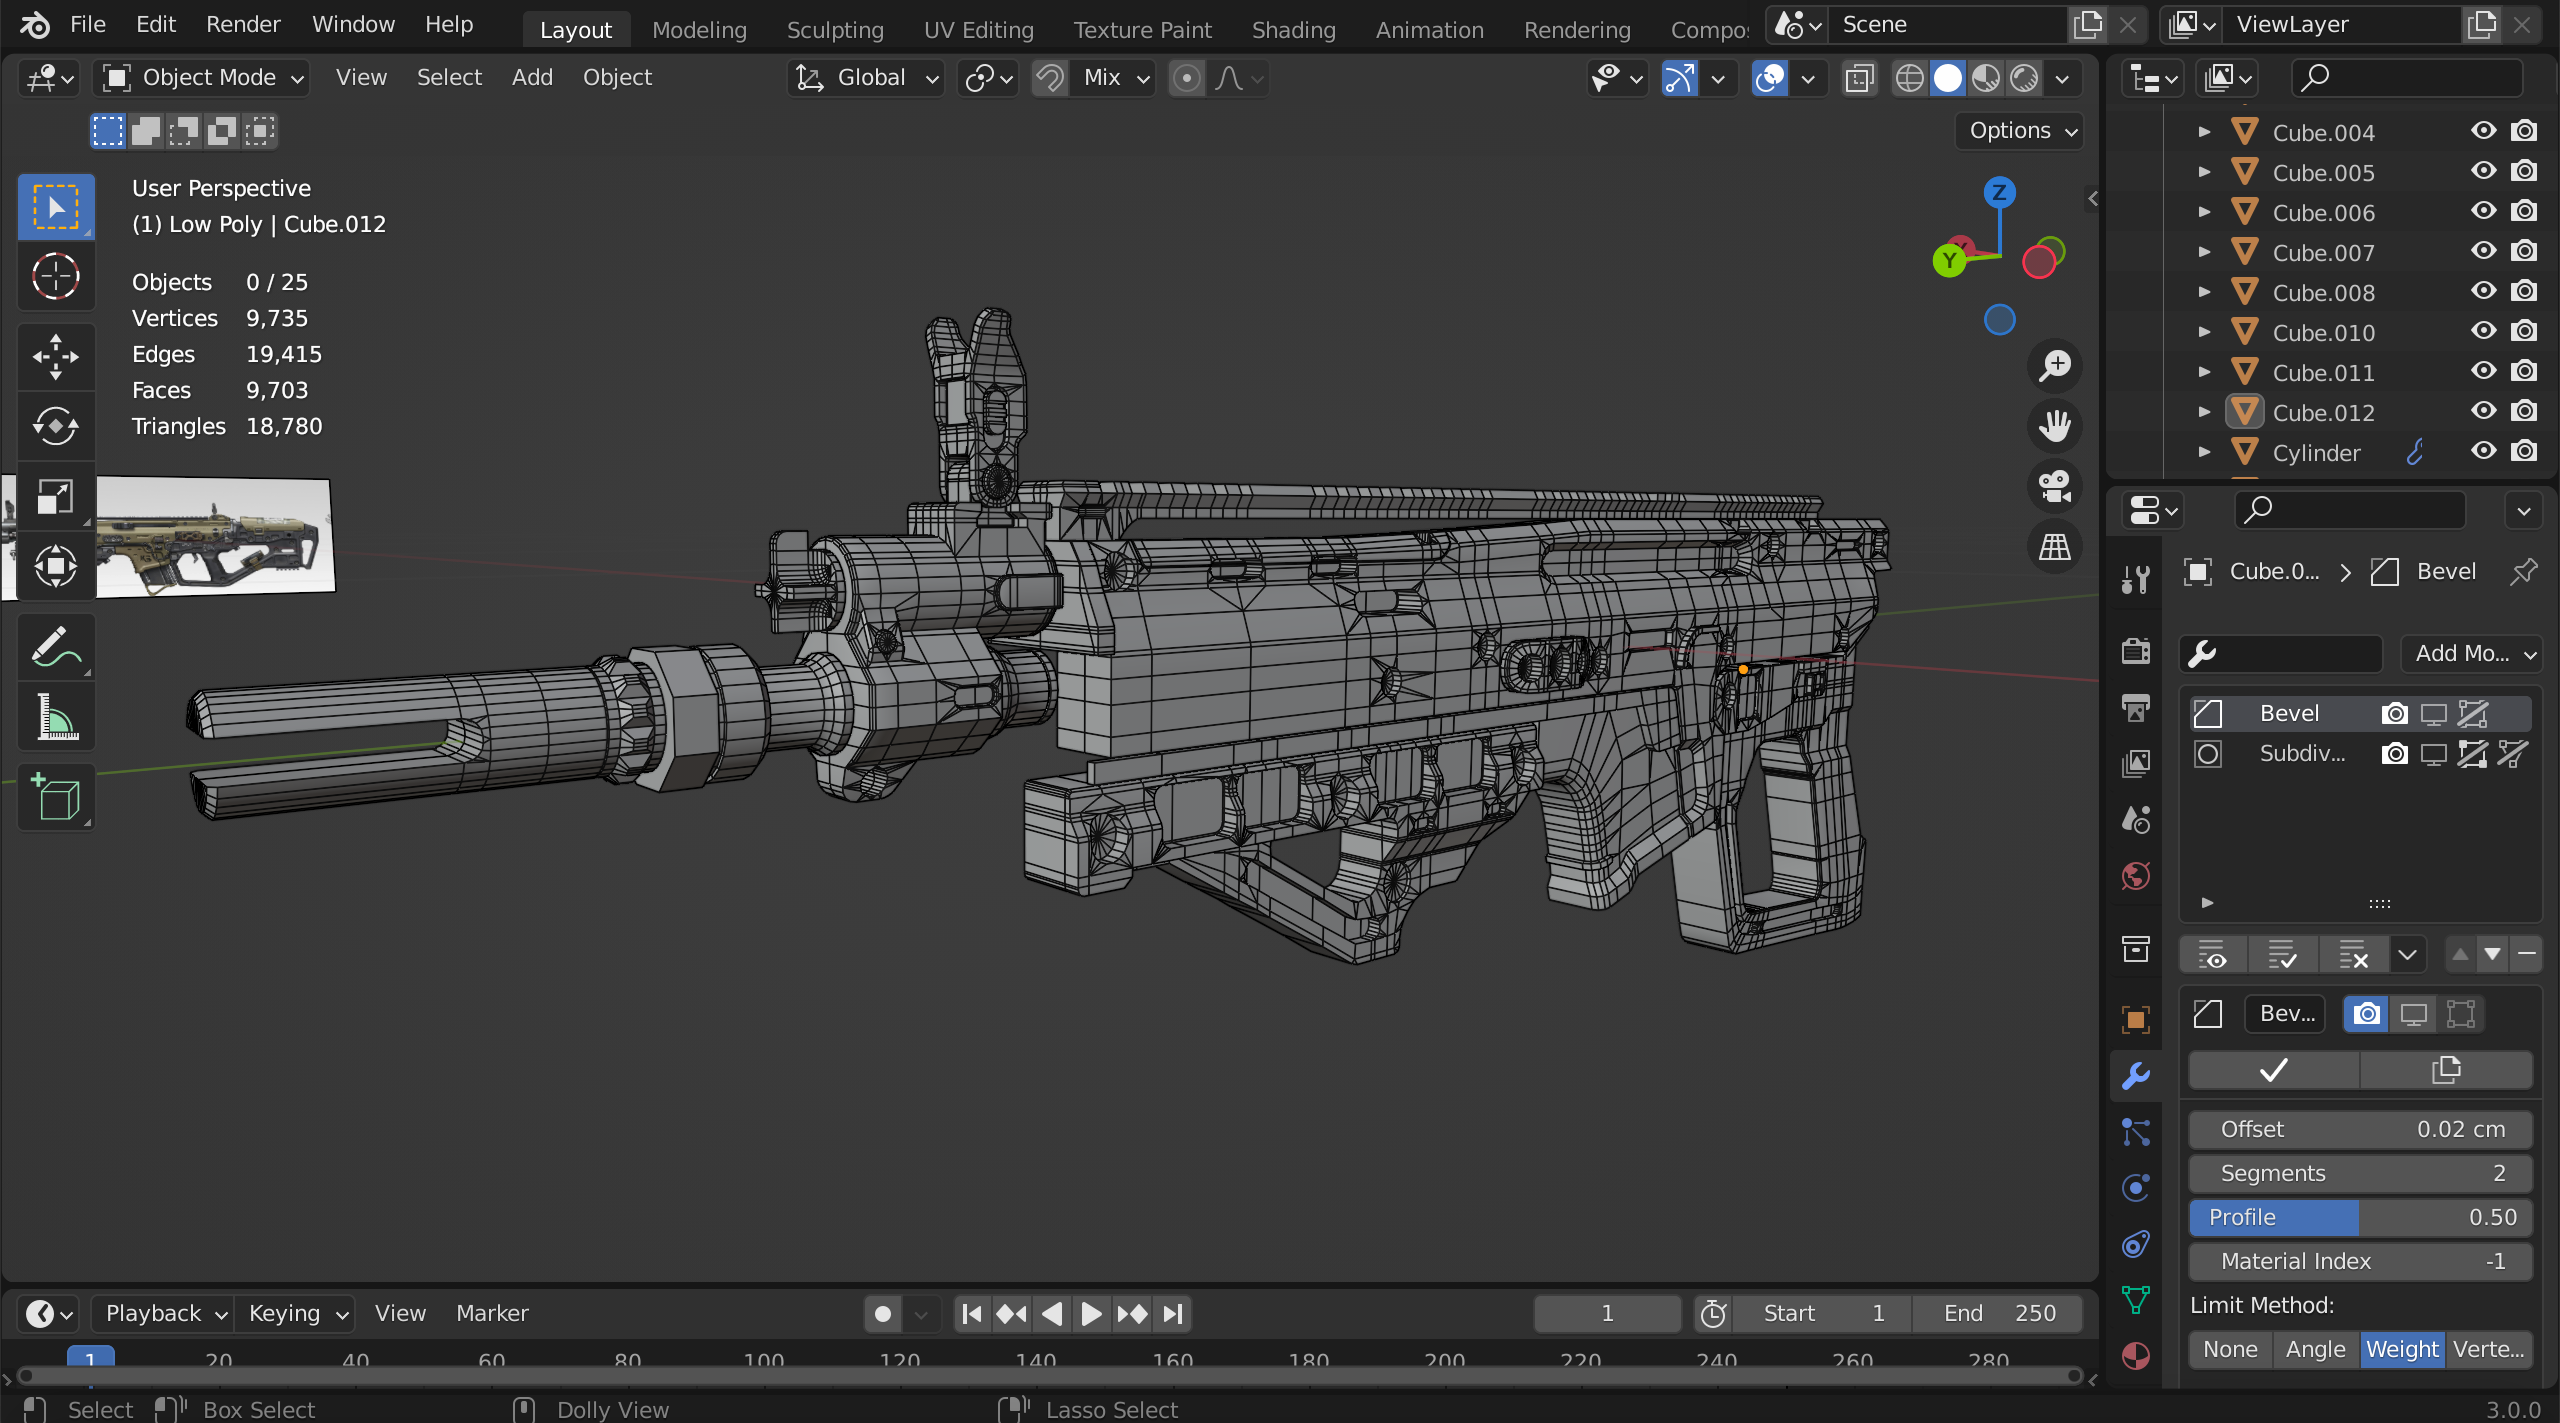 File Edit Render Window Help Layout Modeling Sculpting UV Editing Texture Paint Shading Animation Rendering Scene ViewLayer
Object Mode View Select Add Object Global Mix
Options
User Perspective
(1) Low Poly | Cube.012
Objects 0 / 25
Vertices 9,735
Edges 19,415
Faces 9,703
Triangles 18,780
Z
Y
Cube.004
Cube.005
Cube.006
Cube.007
Cube.008
Cube.010
Cube.011
Cube.012
Cylinder
Cube.0... Bevel
Add Mo...
Bevel
Subdiv...
Bev...
Offset 0.02 cm
Segments 2
Profile 0.50
Material Index -1
Limit Method:
None Angle Weight Verte...
Playback Keying View Marker 1 Start 1 End 250
1 20 40 60 80 100 120 140 160 180 200 220 240 260 280
Select Box Select Dolly View Lasso Select 3.0.0